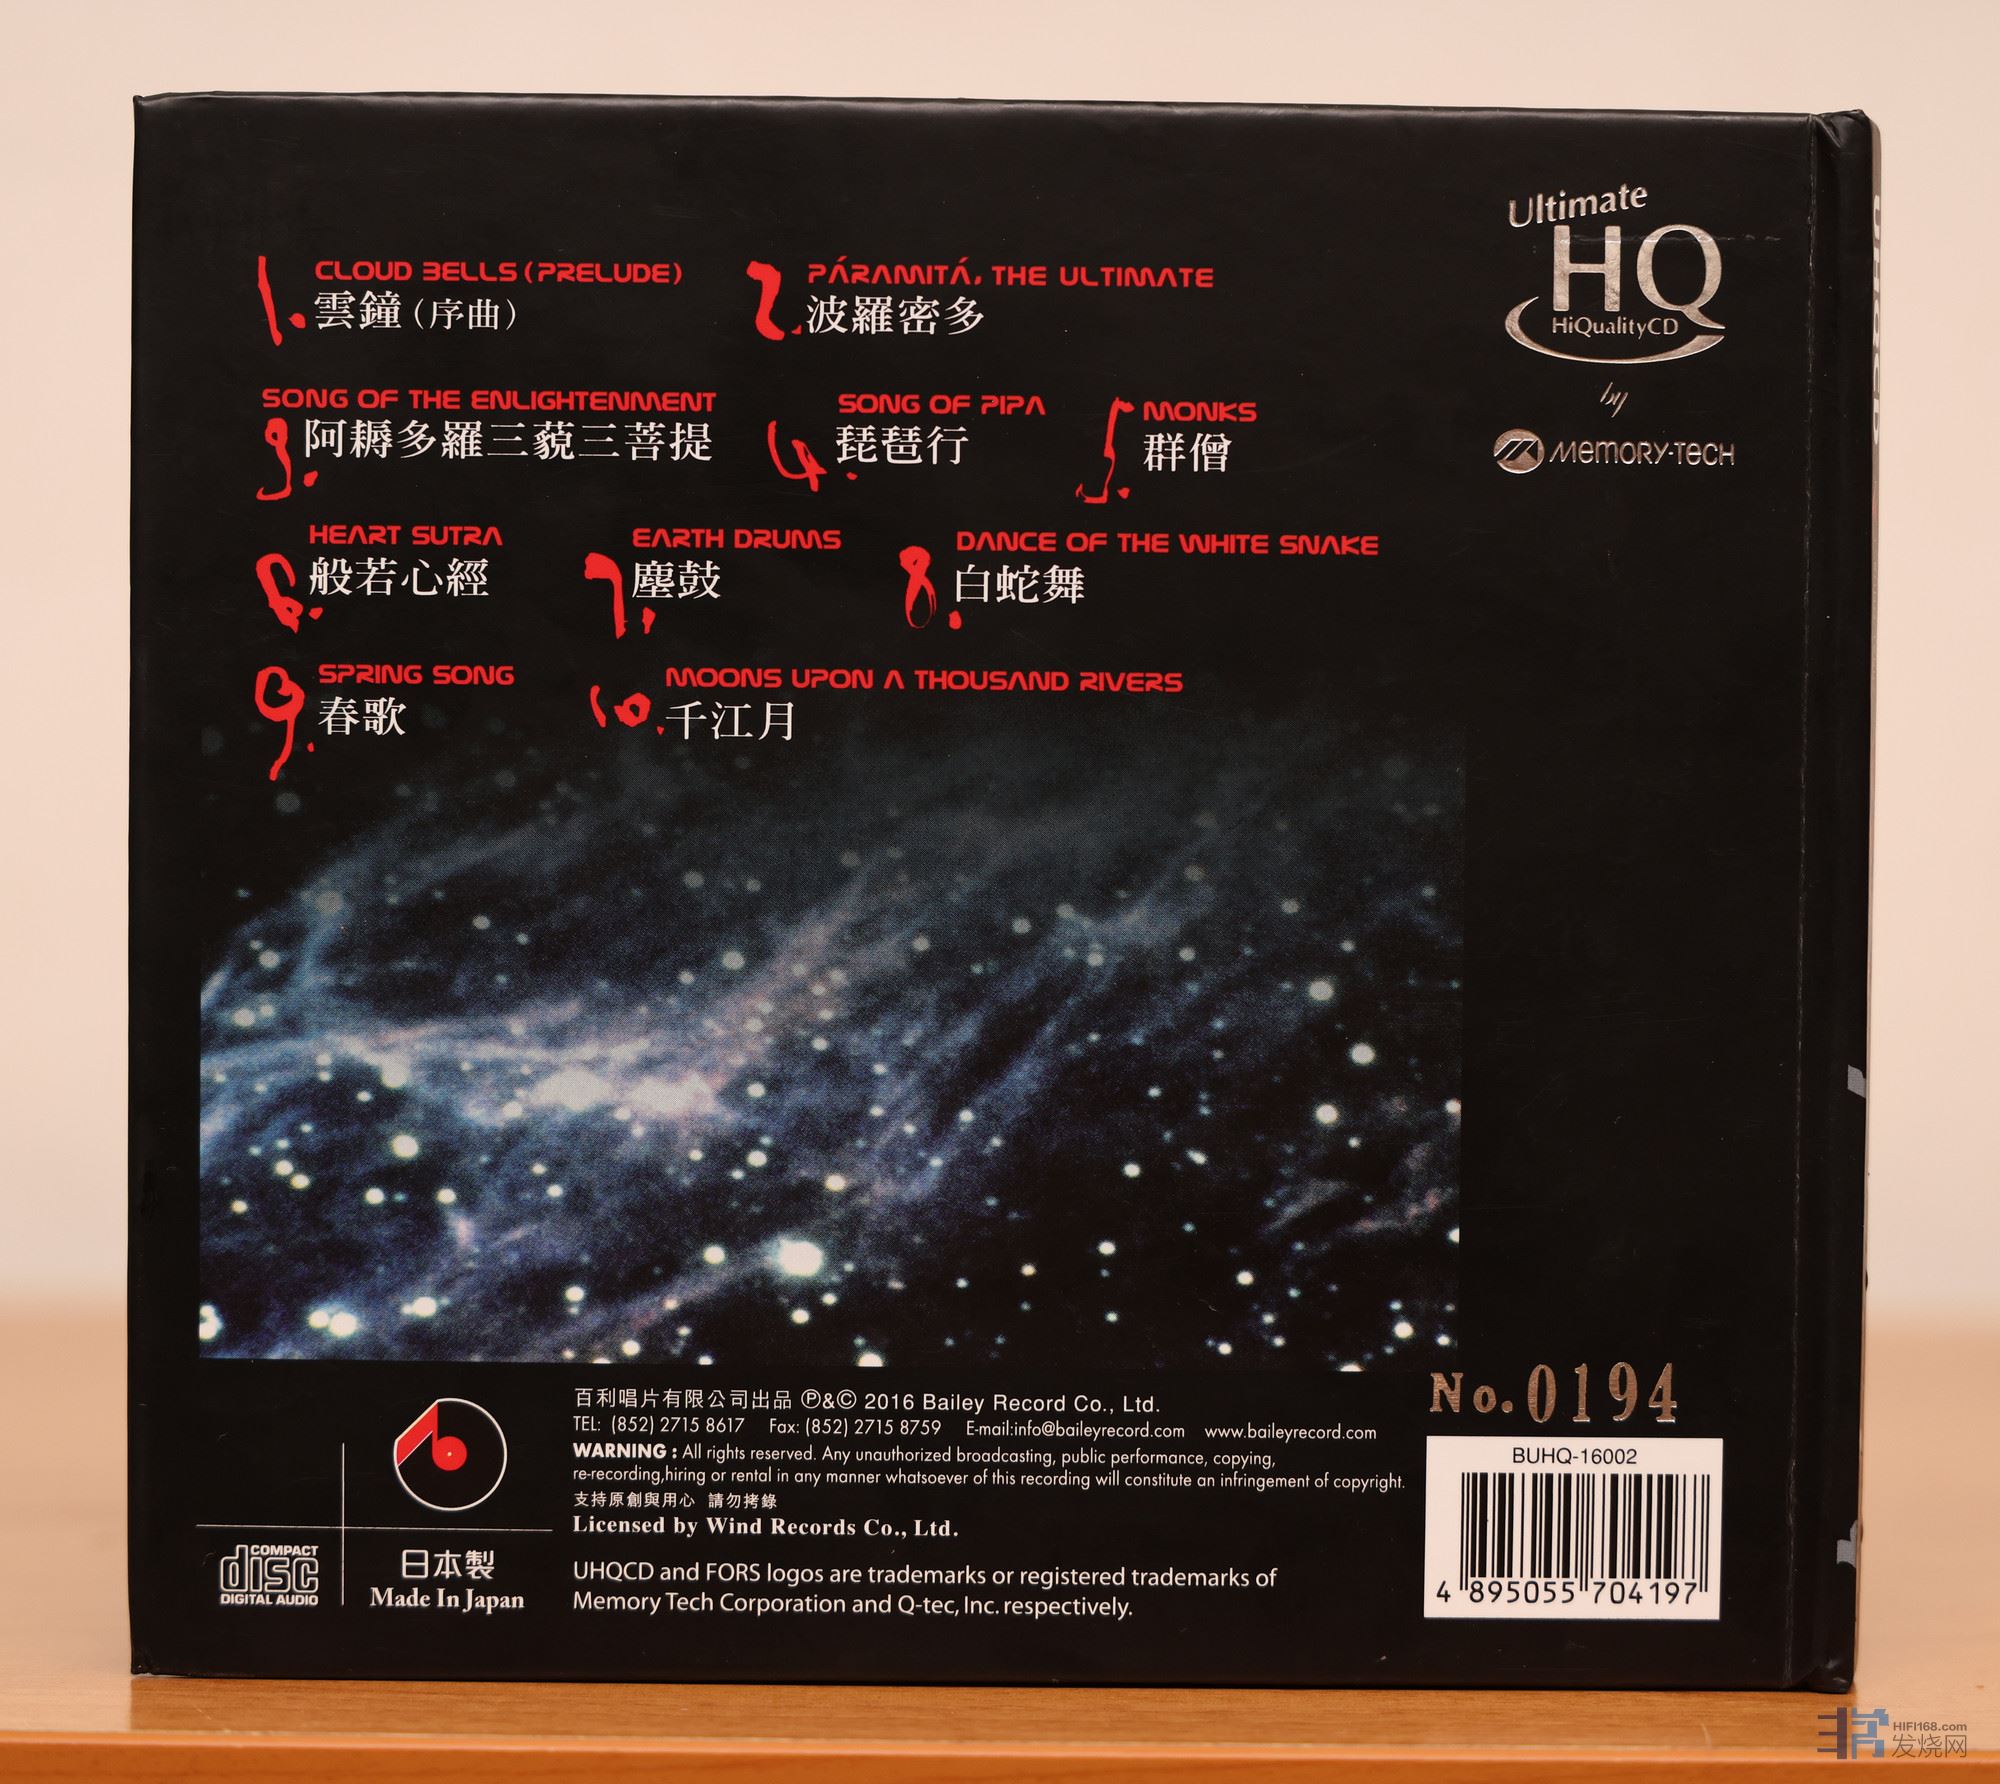 Ultimate
HQ
HiQualityCD
by
MEMORY-TECH
1. CLOUD BELLS (PRELUDE)
雲鐘 (序曲)
2. PÁRAMITÁ, THE ULTIMATE
波羅密多
SONG OF THE ENLIGHTENMENT
3. 阿耨多羅三藐三菩提
SONG OF PIPA
4. 琵琶行
5. MONKS
群僧
HEART SUTRA
6. 般若心經
EARTH DRUMS
7. 塵鼓
DANCE OF THE WHITE SNAKE
8. 白蛇舞
9. SPRING SONG
春歌
MOONS UPON A THOUSAND RIVERS
10. 千江月
No.0194
百利唱片有限公司出品 Ⓟ&© 2016 Bailey Record Co., Ltd.
TEL: (852) 2715 8617 Fax: (852) 2715 8759 E-mail:info@baileyrecord.com www.baileyrecord.com
WARNING : All rights reserved. Any unauthorized broadcasting, public performance, copying,
re-recording,hiring or rental in any manner whatsoever of this recording will constitute an infringement of copyright.
支持原創與用心 請勿拷錄
Licensed by Wind Records Co., Ltd.
UHQCD and FORS logos are trademarks or registered trademarks of
Memory Tech Corporation and Q-tec, Inc. respectively.
COMPACT
disc
DIGITAL AUDIO
日本製
Made In Japan
BUHQ-16002
4 895055 704197
UHQCD
HIFI168.com
发烧网